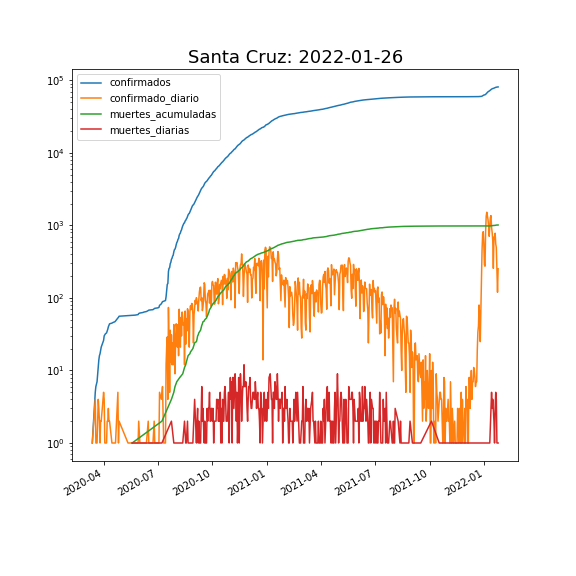 Santa Cruz: 2022-01-26
confirmados
confirmado_diario
muertes_acumuladas
muertes_diarias
10^5
10^4
10^3
10^2
10^1
10^0
2020-04
2020-07
2020-10
2021-01
2021-04
2021-07
2021-10
2022-01